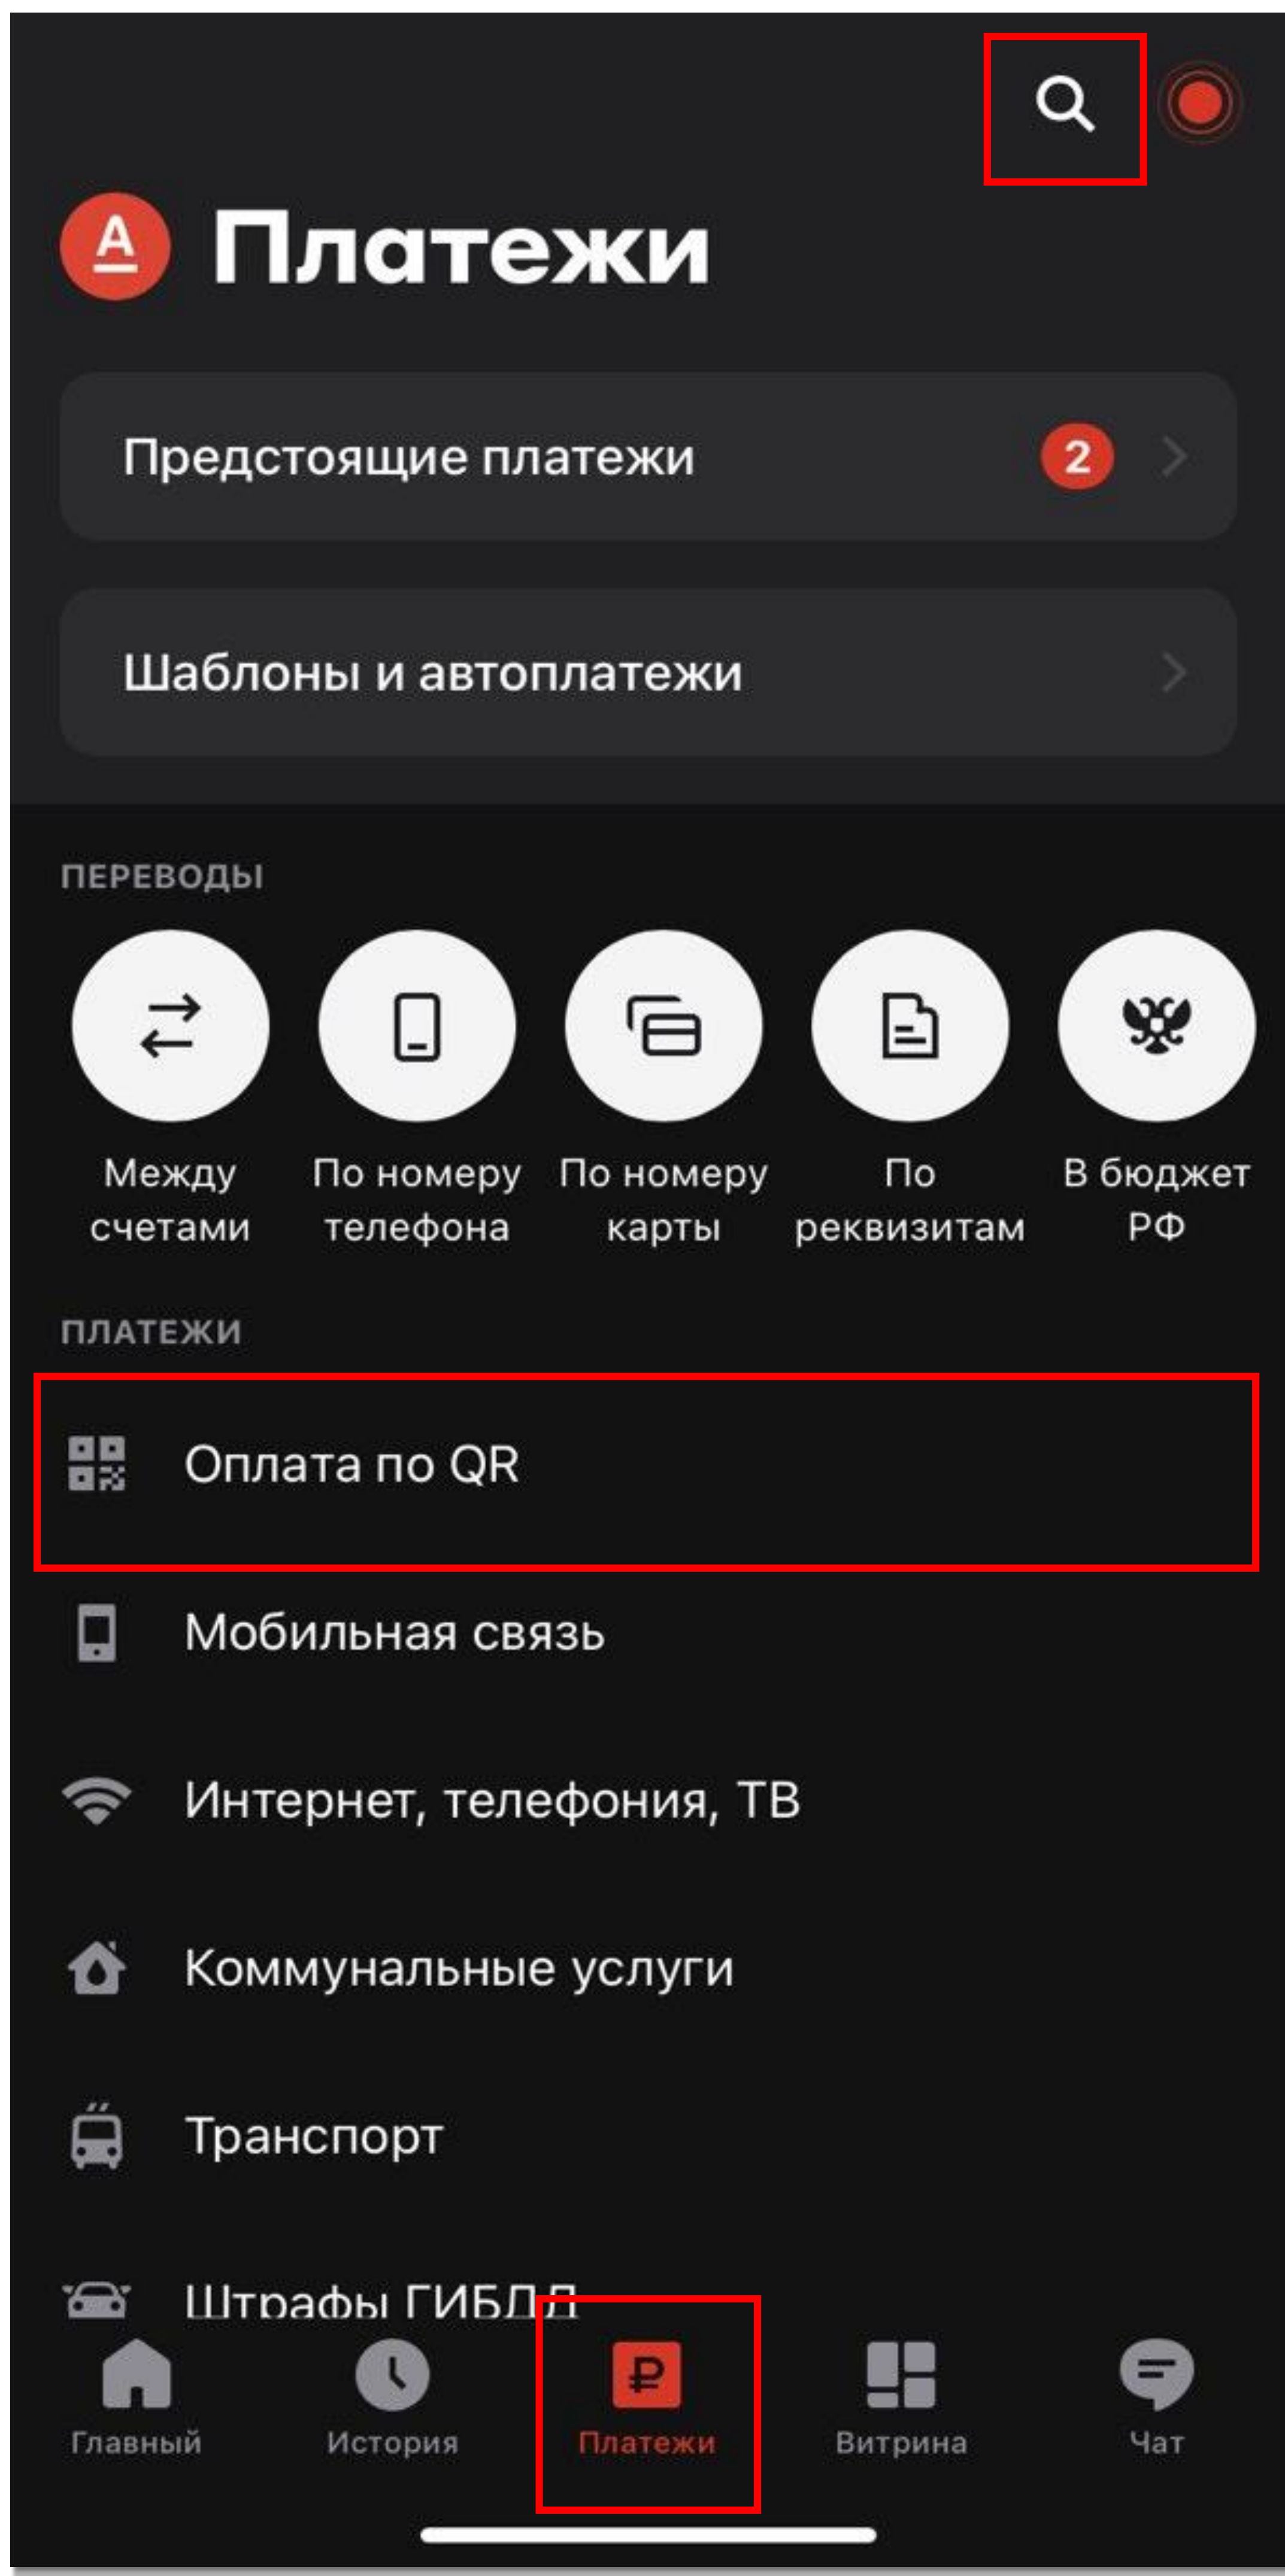 А Платежи
Предстоящие платежи 2
Шаблоны и автоплатежи
ПЕРЕВОДЫ
Между счетами
По номеру телефона
По номеру карты
По реквизитам
В бюджет РФ
ПЛАТЕЖИ
Оплата по QR
Мобильная связь
Интернет, телефония, ТВ
Коммунальные услуги
Транспорт
Штрафы ГИБДД
₽
Главный
История
Платежи
Витрина
Чат